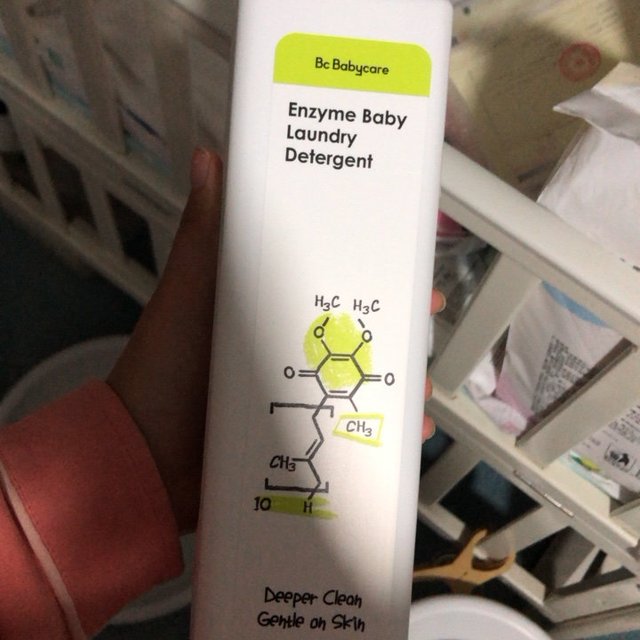 Bc Babycare
Enzyme Baby
Laundry
Detergent
H₃C H₃C
O O
O O
CH₃
CH₃
10 H
Deeper Clean
Gentle on Skin